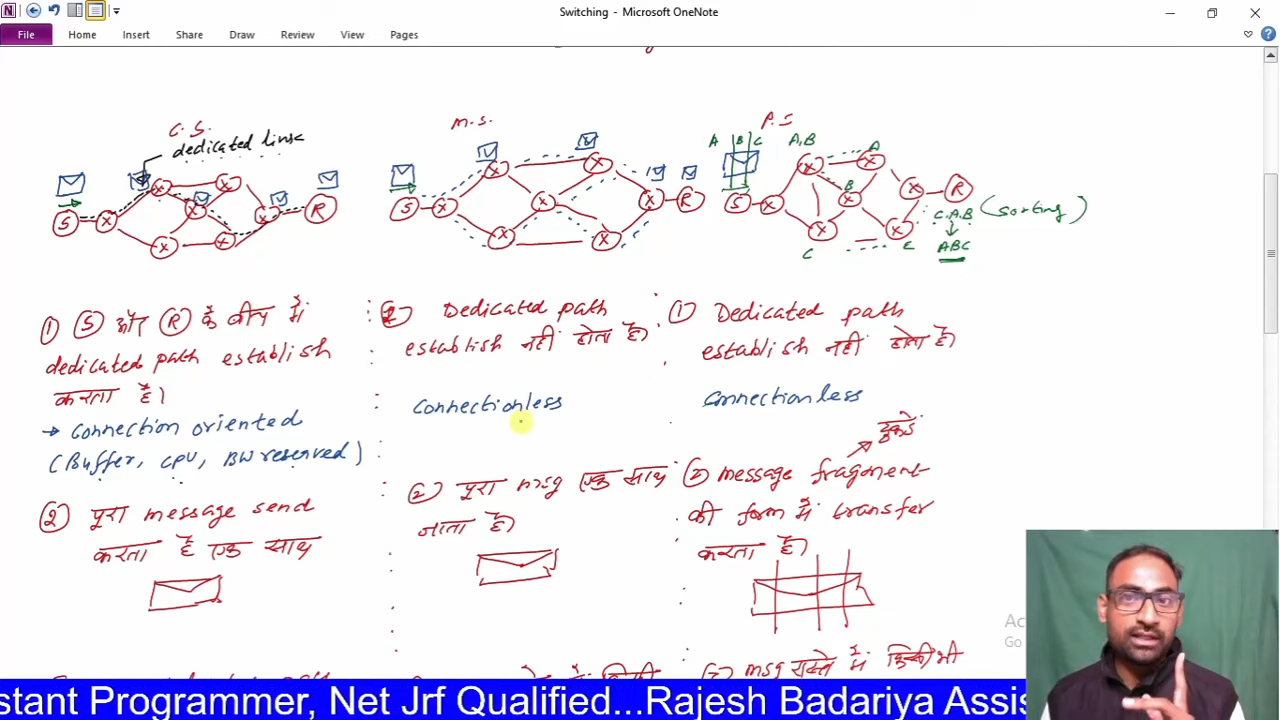 Switching - Microsoft OneNote
File Home Insert Share Draw Review View Pages
C.S.
dedicated link
S X X X X X X X R
M.S.
S X X X X X X X R
P.S
A B C
A,B
A
B
S X X X X X X X R
C
C
C.A.B (Sorting)
ABC
① Ⓢ और Ⓡ के बीच में
dedicated path establish
करता है।
→ Connection oriented
(Buffer, CPU, BW reserved)
② पूरा message send
करता है एक साथ
① Dedicated path
establish नही होता है।
Connectionless
② पूरा msg एक साथ
जाता है।
① Dedicated path
establish नही होता है।
Connectionless
टुकड़े
② message fragment
की form में transfer
करता है।
msg रास्ते में किसी भी
stant Programmer, Net Jrf Qualified...Rajesh Badariya Assis